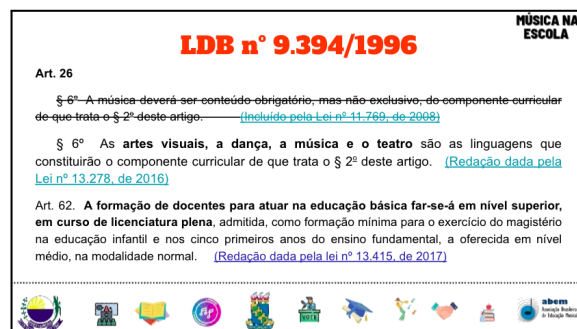 MÚSICA NA
ESCOLA
LDB n° 9.394/1996
Art. 26
§ 6º A música deverá ser conteúdo obrigatório, mas não exclusivo, do componente curricular
de que trata o § 2º deste artigo. (Incluído pela Lei nº 11.769, de 2008)
§ 6º As artes visuais, a dança, a música e o teatro são as linguagens que
constituirão o componente curricular de que trata o § 2º deste artigo. (Redação dada pela
Lei nº 13.278, de 2016)
Art. 62. A formação de docentes para atuar na educação básica far-se-á em nível superior,
em curso de licenciatura plena, admitida, como formação mínima para o exercício do magistério
na educação infantil e nos cinco primeiros anos do ensino fundamental, a oferecida em nível
médio, na modalidade normal. (Redação dada pela lei nº 13.415, de 2017)
VOTE
abem
Associação Brasileira
de Educação Musical